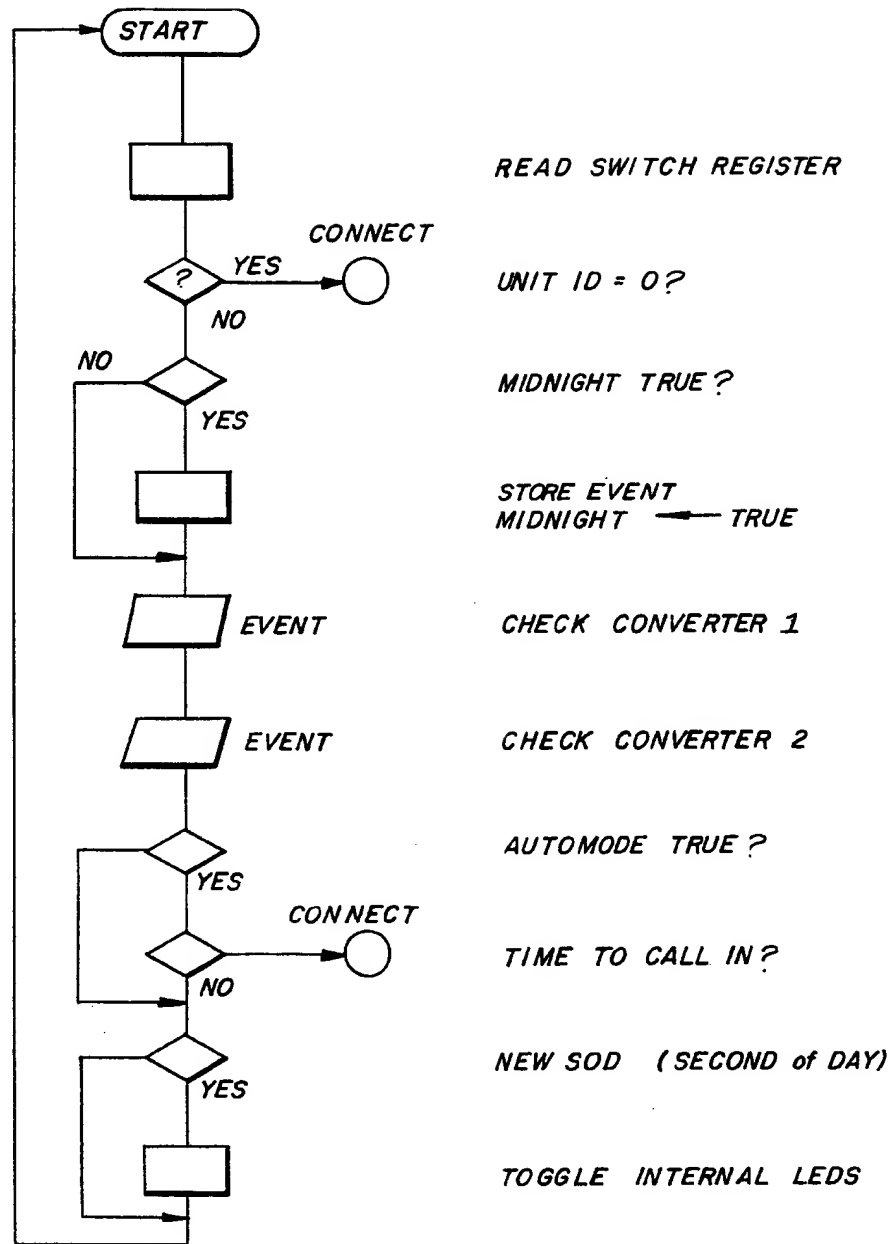 START
READ SWITCH REGISTER
CONNECT
? YES UNIT ID = 0?
NO
NO MIDNIGHT TRUE?
YES
STORE EVENT
MIDNIGHT ← TRUE
EVENT CHECK CONVERTER 1
EVENT CHECK CONVERTER 2
AUTOMODE TRUE?
YES
CONNECT
TIME TO CALL IN?
NO
NEW SOD (SECOND of DAY)
YES
TOGGLE INTERNAL LEDS